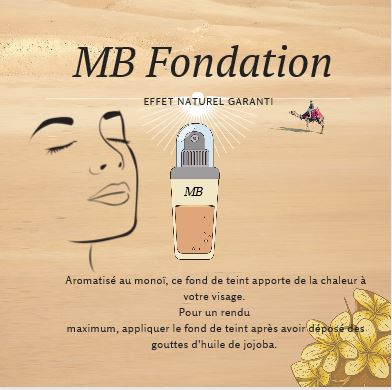 MB Fondation
EFFET NATUREL GARANTI
MB
Aromatisé au monoï, ce fond de teint apporte de la chaleur à
votre visage.
Pour un rendu
maximum, appliquer le fond de teint après avoir déposé des
gouttes d'huile de jojoba.